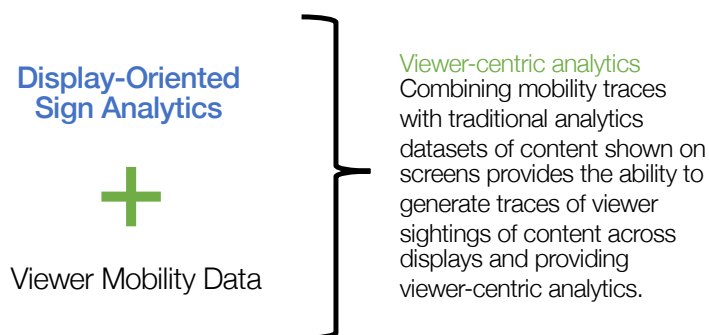 Display-Oriented
Sign Analytics
+
Viewer Mobility Data
Viewer-centric analytics
Combining mobility traces
with traditional analytics
datasets of content shown on
screens provides the ability to
generate traces of viewer
sightings of content across
displays and providing
viewer-centric analytics.